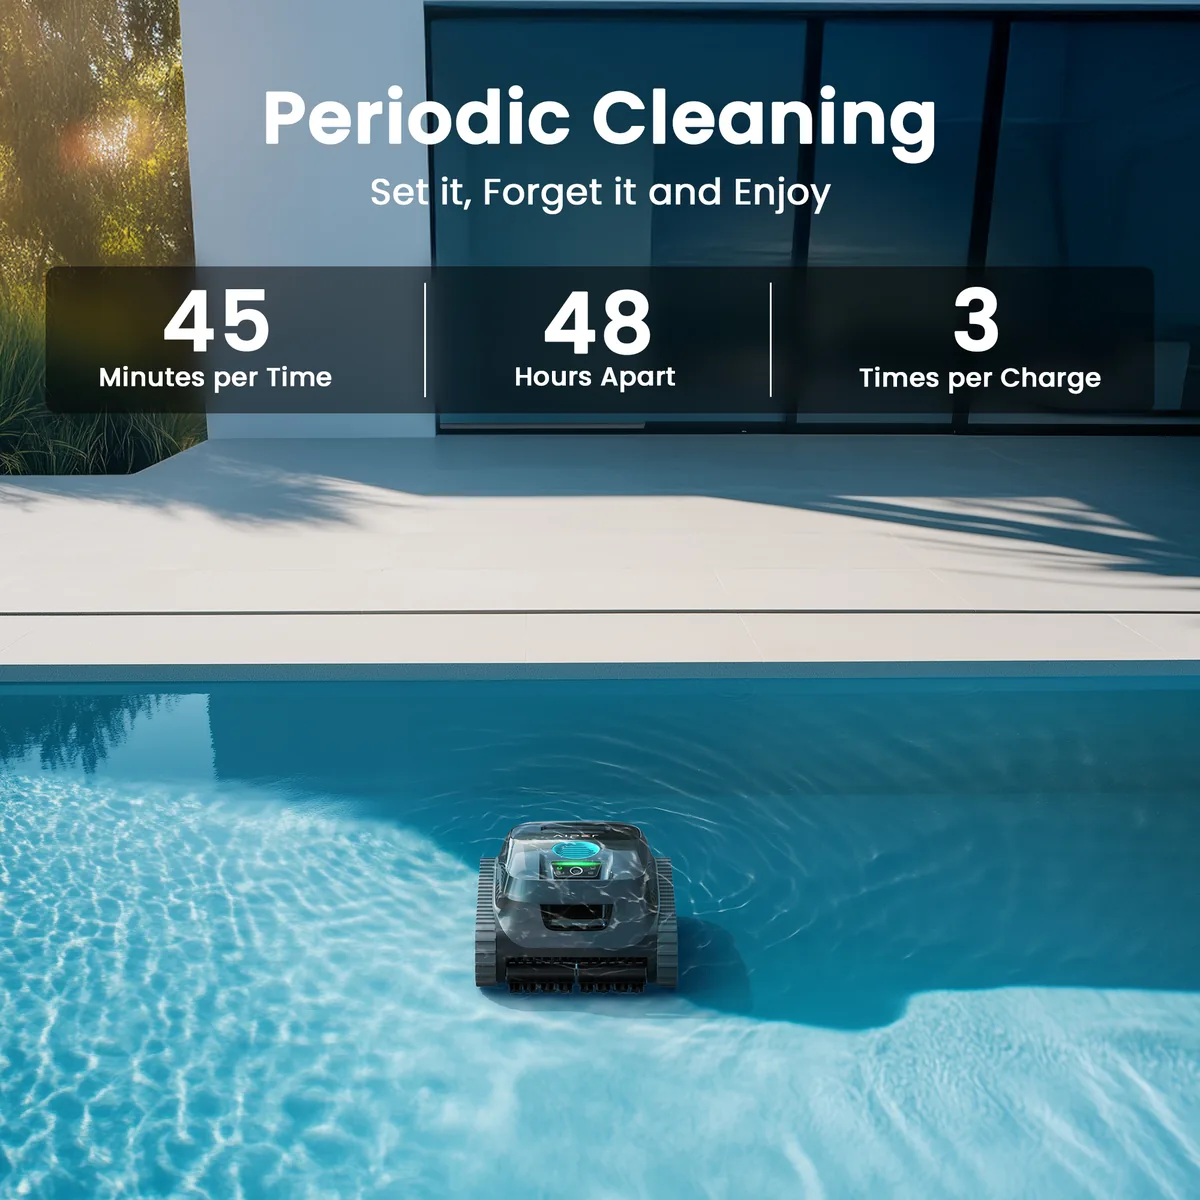 Periodic Cleaning
Set it, Forget it and Enjoy
45
Minutes per Time
48
Hours Apart
3
Times per Charge
Aiper